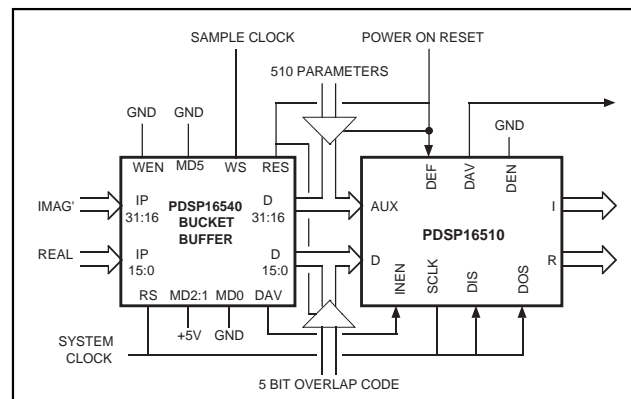 SAMPLE CLOCK
POWER ON RESET
510 PARAMETERS
GND
GND
GND
WEN
MD5
WS
RES
DEF
DAV
DEN
IMAG'
IP
31:16
PDSP16540
BUCKET
BUFFER
D
31:16
AUX
PDSP16510
I
REAL
IP
15:0
D
15:0
D
R
RS
MD2:1
MD0
DAV
INEN
SCLK
DIS
DOS
SYSTEM
CLOCK
+5V
GND
5 BIT OVERLAP CODE